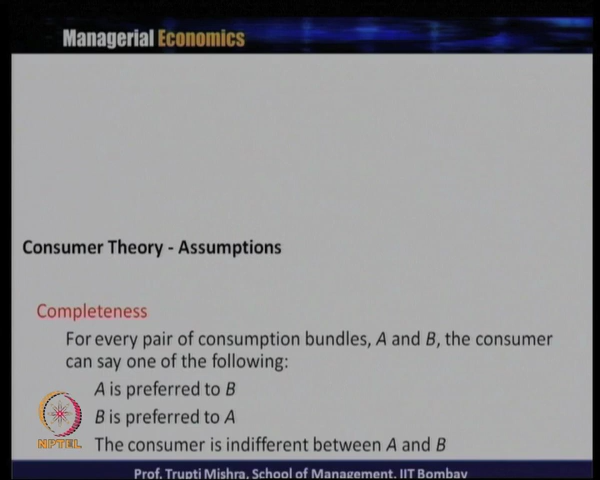 Managerial Economics
Consumer Theory - Assumptions
Completeness
For every pair of consumption bundles, A and B, the consumer
can say one of the following:
A is preferred to B
B is preferred to A
NPTEL
The consumer is indifferent between A and B
Prof. Trupti Mishra, School of Management, IIT Bombay